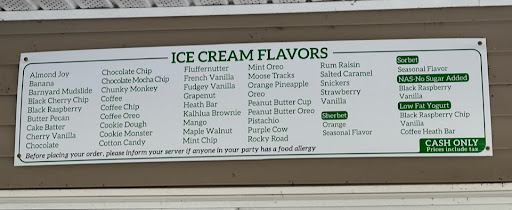 ICE CREAM FLAVORS
Almond Joy
Banana
Barnyard Mudslide
Black Cherry Chip
Black Raspberry
Butter Pecan
Cake Batter
Cherry Vanilla
Chocolate
Chocolate Chip
Chocolate Mocha Chip
Chunky Monkey
Coffee
Coffee Chip
Coffee Oreo
Cookie Dough
Cookie Monster
Cotton Candy
Fluffernutter
French Vanilla
Fudgey Vanilla
Grapenut
Heath Bar
Kalhlua Brownie
Mango
Maple Walnut
Mint Chip
Mint Oreo
Moose Tracks
Orange Pineapple
Oreo
Peanut Butter Cup
Peanut Butter Oreo
Pistachio
Purple Cow
Rocky Road
Rum Raisin
Salted Caramel
Snickers
Strawberry
Vanilla
Sherbet
Orange
Seasonal Flavor
Sorbet
Seasonal Flavor
NAS-No Sugar Added
Black Raspberry
Vanilla
Low Fat Yogurt
Black Raspberry Chip
Vanilla
Coffee Heath Bar
CASH ONLY
Prices include tax
Before placing your order, please inform your server if anyone in your party has a food allergy